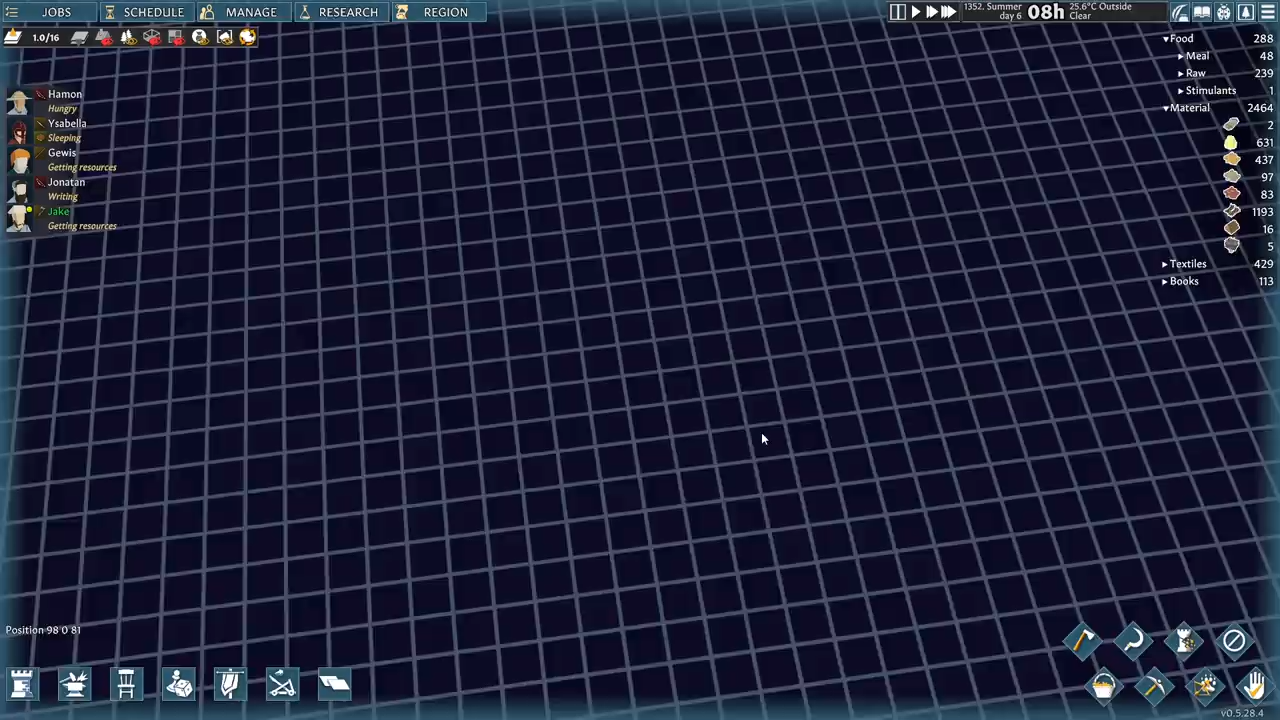 JOBS
SCHEDULE
MANAGE
RESEARCH
REGION
1352, Summer
day 6
08h
25.6°C Outside
Clear
1.0/16
Hamon
Hungry
Ysabella
Sleeping
Gewis
Getting resources
Jonatan
Writing
Jake
Getting resources
Food 288
Meal 48
Raw 239
Stimulants 1
Material 2464
2
631
437
97
83
1193
16
5
Textiles 429
Books 113
Position 98 0 81
v0.5.28.4